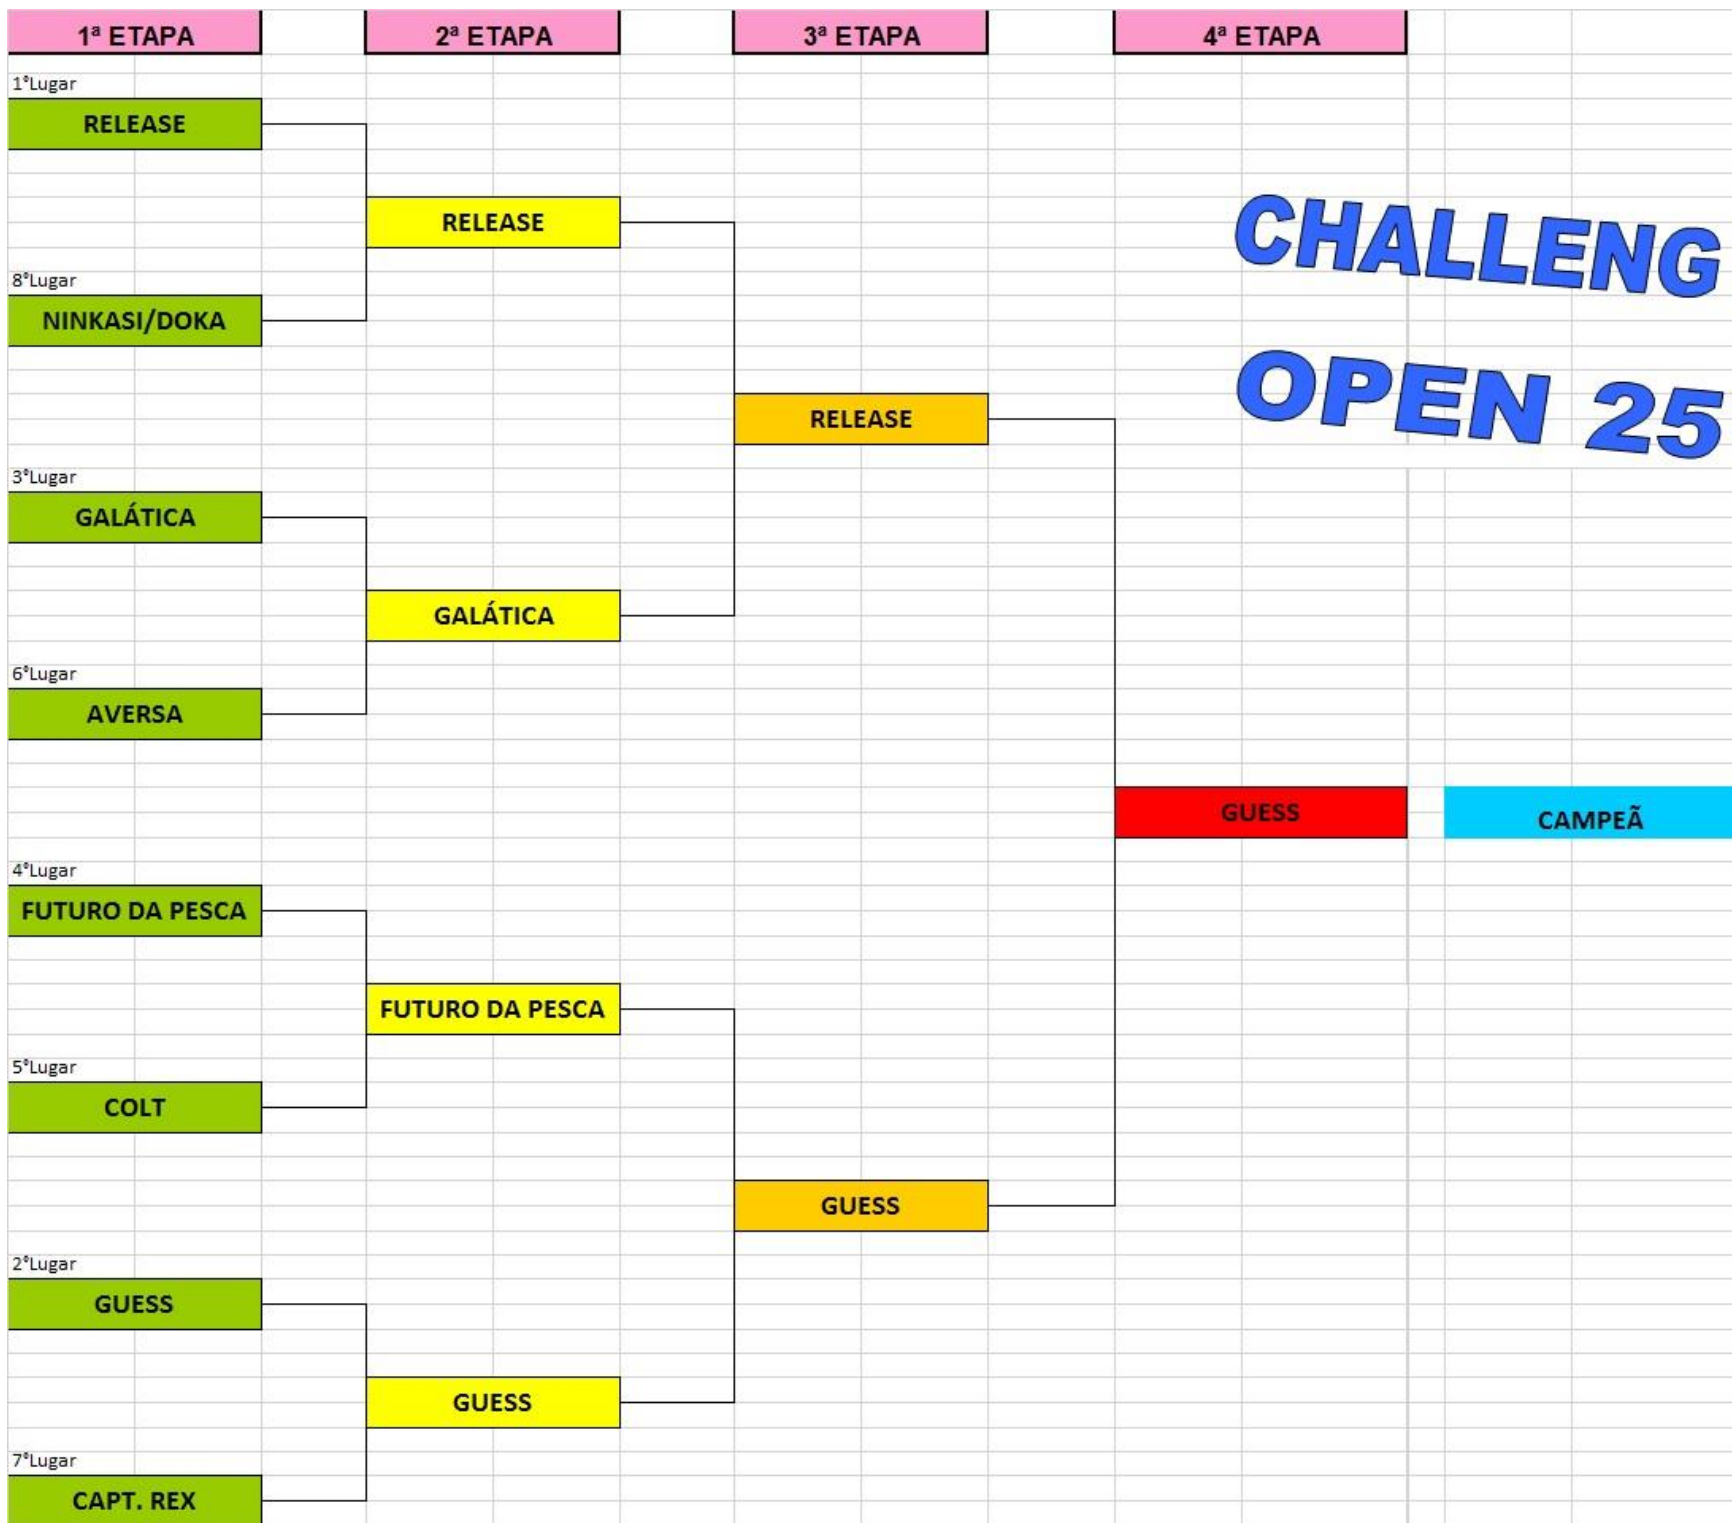 1ª ETAPA 2ª ETAPA 3ª ETAPA 4ª ETAPA
1°Lugar
RELEASE
RELEASE
CHALLENG
8°Lugar
NINKASI/DOKA
OPEN 25
RELEASE
3°Lugar
GALÁTICA
GALÁTICA
6°Lugar
AVERSA
GUESS CAMPEÃ
4°Lugar
FUTURO DA PESCA
FUTURO DA PESCA
5°Lugar
COLT
GUESS
2°Lugar
GUESS
GUESS
7°Lugar
CAPT. REX